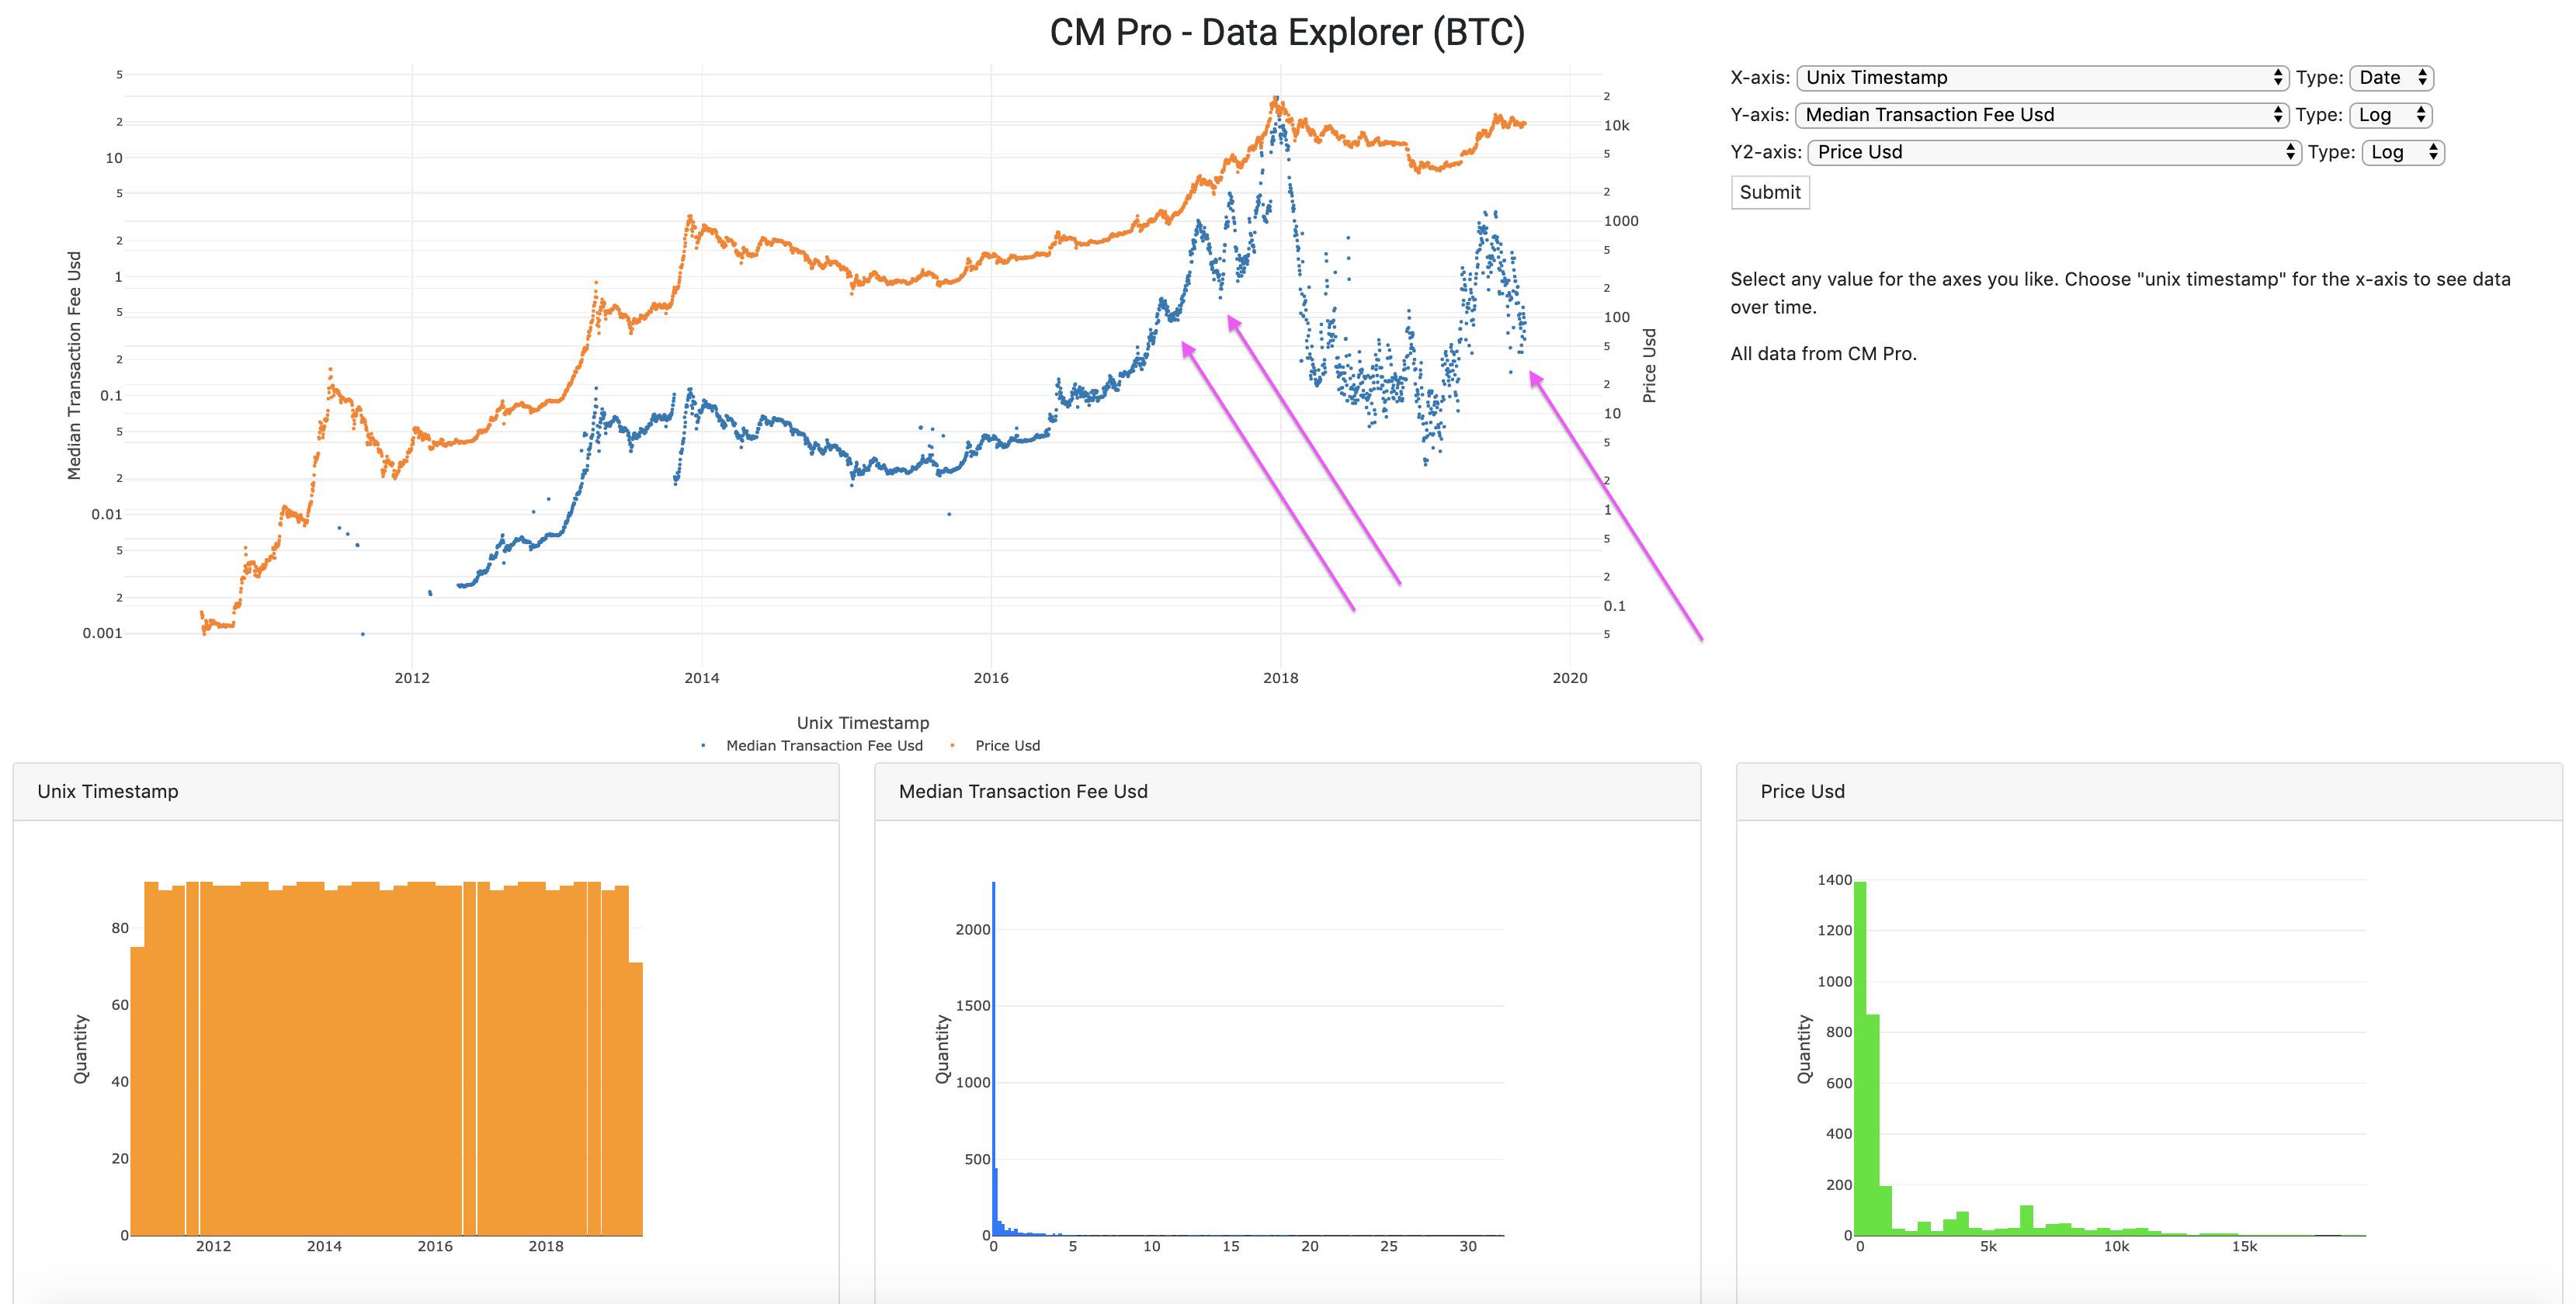 CM Pro - Data Explorer (BTC)
X-axis: Unix Timestamp Type: Date
Y-axis: Median Transaction Fee Usd Type: Log
Y2-axis: Price Usd Type: Log
Submit
Select any value for the axes you like. Choose "unix timestamp" for the x-axis to see data
over time.
All data from CM Pro.
Median Transaction Fee Usd
5
2
10
5
2
1
5
2
0.1
5
2
0.01
5
2
0.001
2
10k
5
2
1000
5
2
100
5
2
10
5
2
1
5
2
0.1
5
Price Usd
2012 2014 2016 2018 2020
Unix Timestamp
Median Transaction Fee Usd Price Usd
Unix Timestamp
Quantity
80
60
40
20
0
2012 2014 2016 2018
Median Transaction Fee Usd
Quantity
2000
1500
1000
500
0
0 5 10 15 20 25 30
Price Usd
Quantity
1400
1200
1000
800
600
400
200
0
0 5k 10k 15k